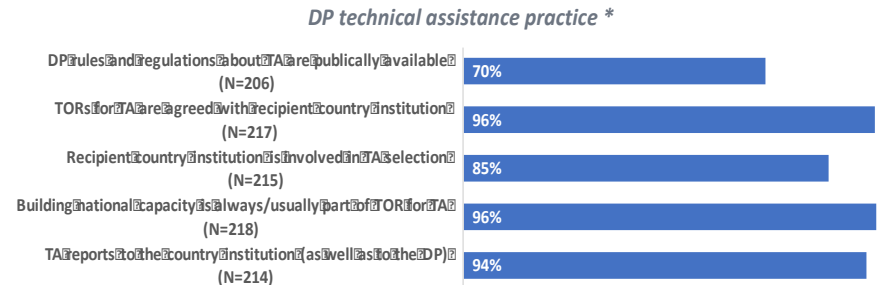 DP technical assistance practice *
DP rules and regulations about TA are publically available
(N=206)
70%
TORs for TA are agreed with recipient country institution
(N=217)
96%
Recipient country institution is involved in TA selection
(N=215)
85%
Building national capacity is always/usually part of TOR for TA
(N=218)
96%
TA reports to the country institution (as well as to the DP)
(N=214)
94%